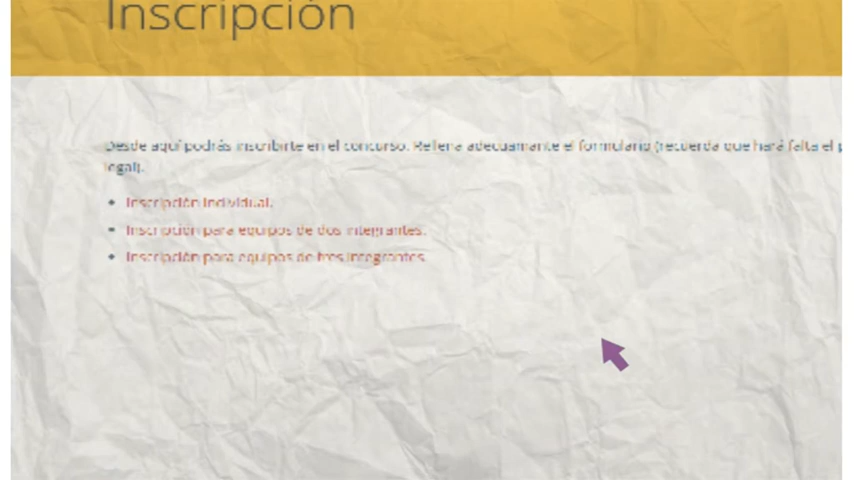 Inscripción
Desde aquí podrás inscribirte en el concurso. Rellena adecuamante el formulario (recuerda que hará falta el
legal).
Inscripción individual.
Inscripción para equipos de dos integrantes.
Inscripción para equipos de tres integrantes.